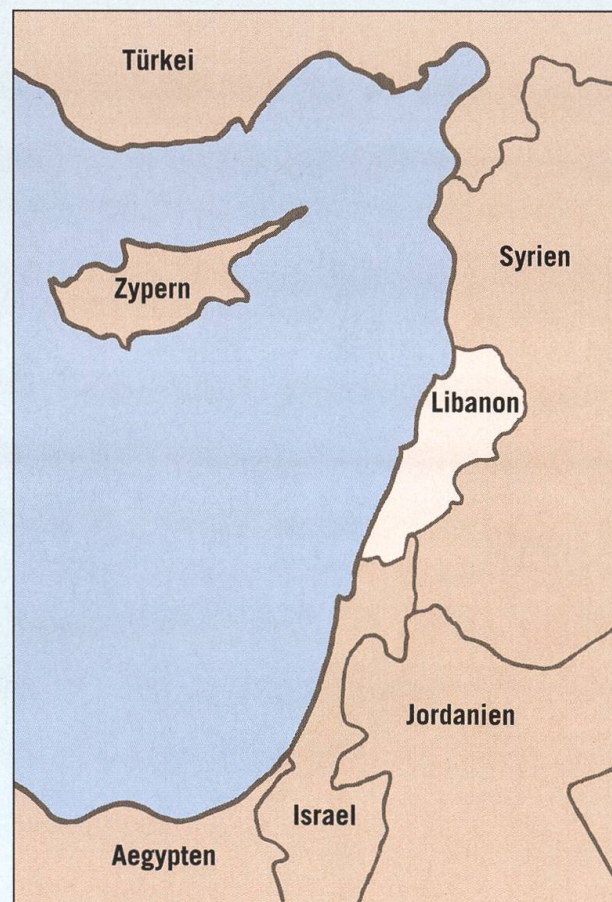 Türkei
Syrien
Zypern
Libanon
Jordanien
Israel
Aegypten